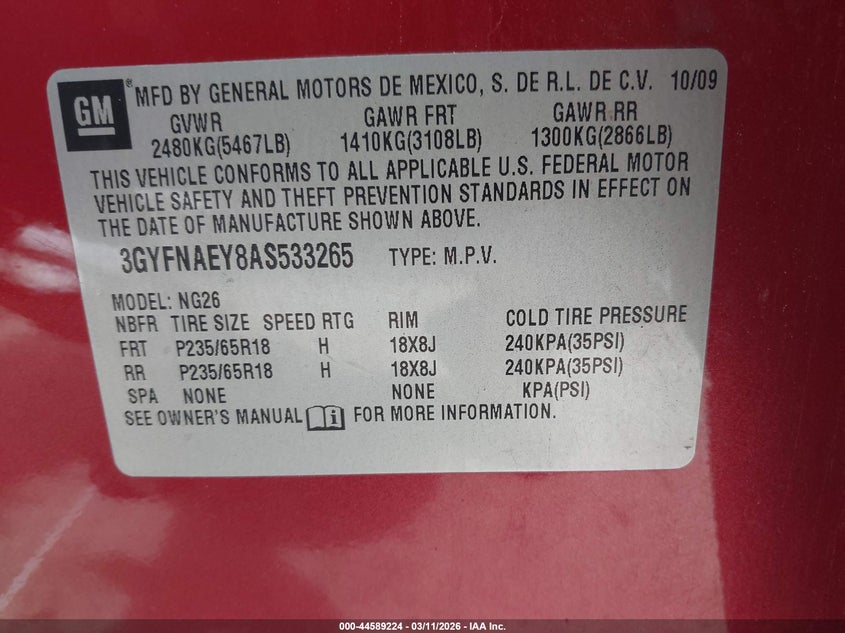 GM
® MFD BY GENERAL MOTORS DE MEXICO, S. DE R.L. DE C.V. 10/09
GVWR GAWR FRT GAWR RR
2480KG(5467LB) 1410KG(3108LB) 1300KG(2866LB)
THIS VEHICLE CONFORMS TO ALL APPLICABLE U.S. FEDERAL MOTOR
VEHICLE SAFETY AND THEFT PREVENTION STANDARDS IN EFFECT ON
THE DATE OF MANUFACTURE SHOWN ABOVE.
3GYFNAEY8AS533265 TYPE: M.P.V.
MODEL: NG26
NBFR TIRE SIZE SPEED RTG RIM COLD TIRE PRESSURE
FRT P235/65R18 H 18X8J 240KPA(35PSI)
RR P235/65R18 H 18X8J 240KPA(35PSI)
SPA NONE NONE KPA(PSI)
SEE OWNER'S MANUAL i FOR MORE INFORMATION.
000-44589224 - 03/11/2026 - IAA Inc.